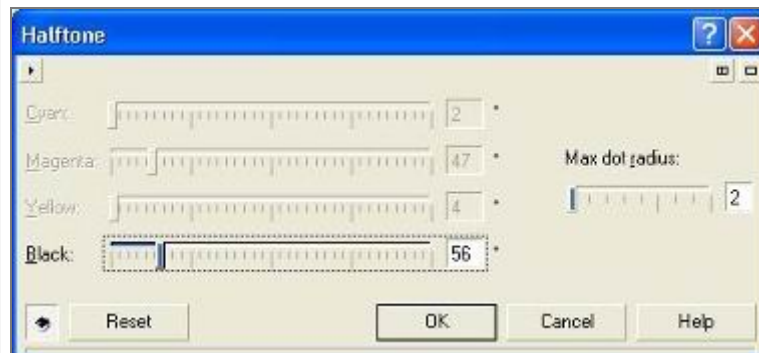 Halftone
Cyan: 2 °
Magenta: 47 °
Yellow: 4 °
Black: 56 °
Max dot radius:
2
Reset OK Cancel Help